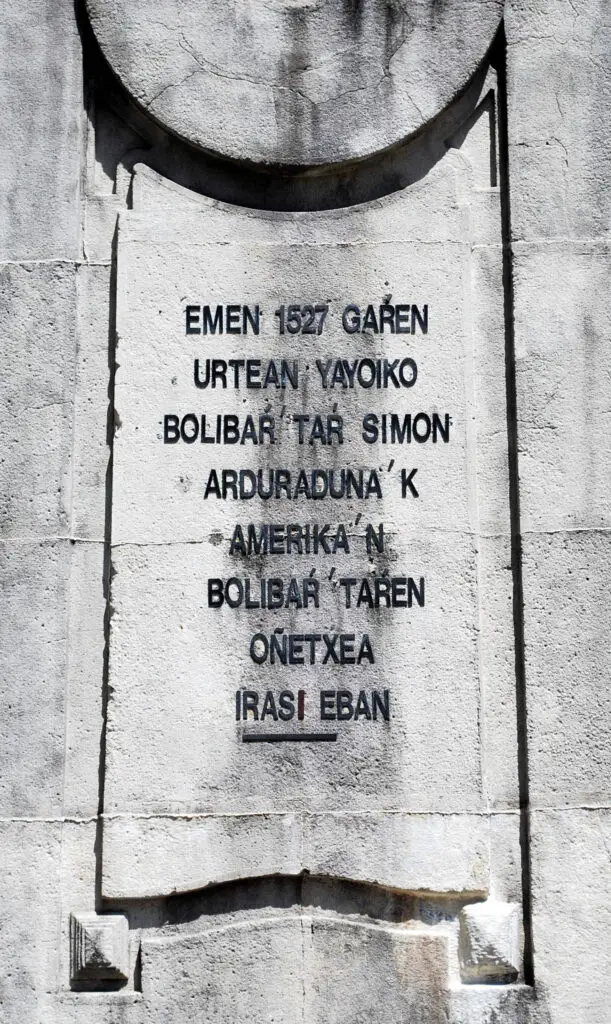 EMEN 1527 GAŔEN
URTEAN YAYOIKO
BOLIBAŔ´TAŔ SIMON
ARDURADUNA´K
AMERIKA´N
BOLIBAŔ´TAŔEN
OÑETXEA
IRASI EBAN